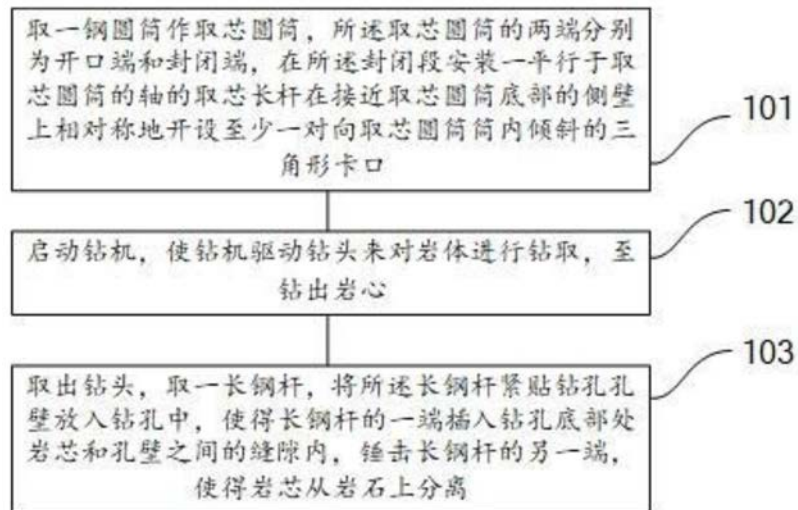 取一钢圆筒作取芯圆筒，所述取芯圆筒的两端分别
为开口端和封闭端，在所述封闭段安装一平行于取
芯圆筒的轴的取芯长杆在接近取芯圆筒底部的侧壁
上相对称地开设至少一对向取芯圆筒筒内倾斜的三
角形卡口
101
启动钻机，使钻机驱动钻头来对岩体进行钻取，至
钻出岩心
102
取出钻头，取一长钢杆，将所述长钢杆紧贴钻孔孔
壁放入钻孔中，使得长钢杆的一端插入钻孔底部处
岩芯和孔壁之间的缝隙内，锤击长钢杆的另一端，
使得岩芯从岩石上分离
103